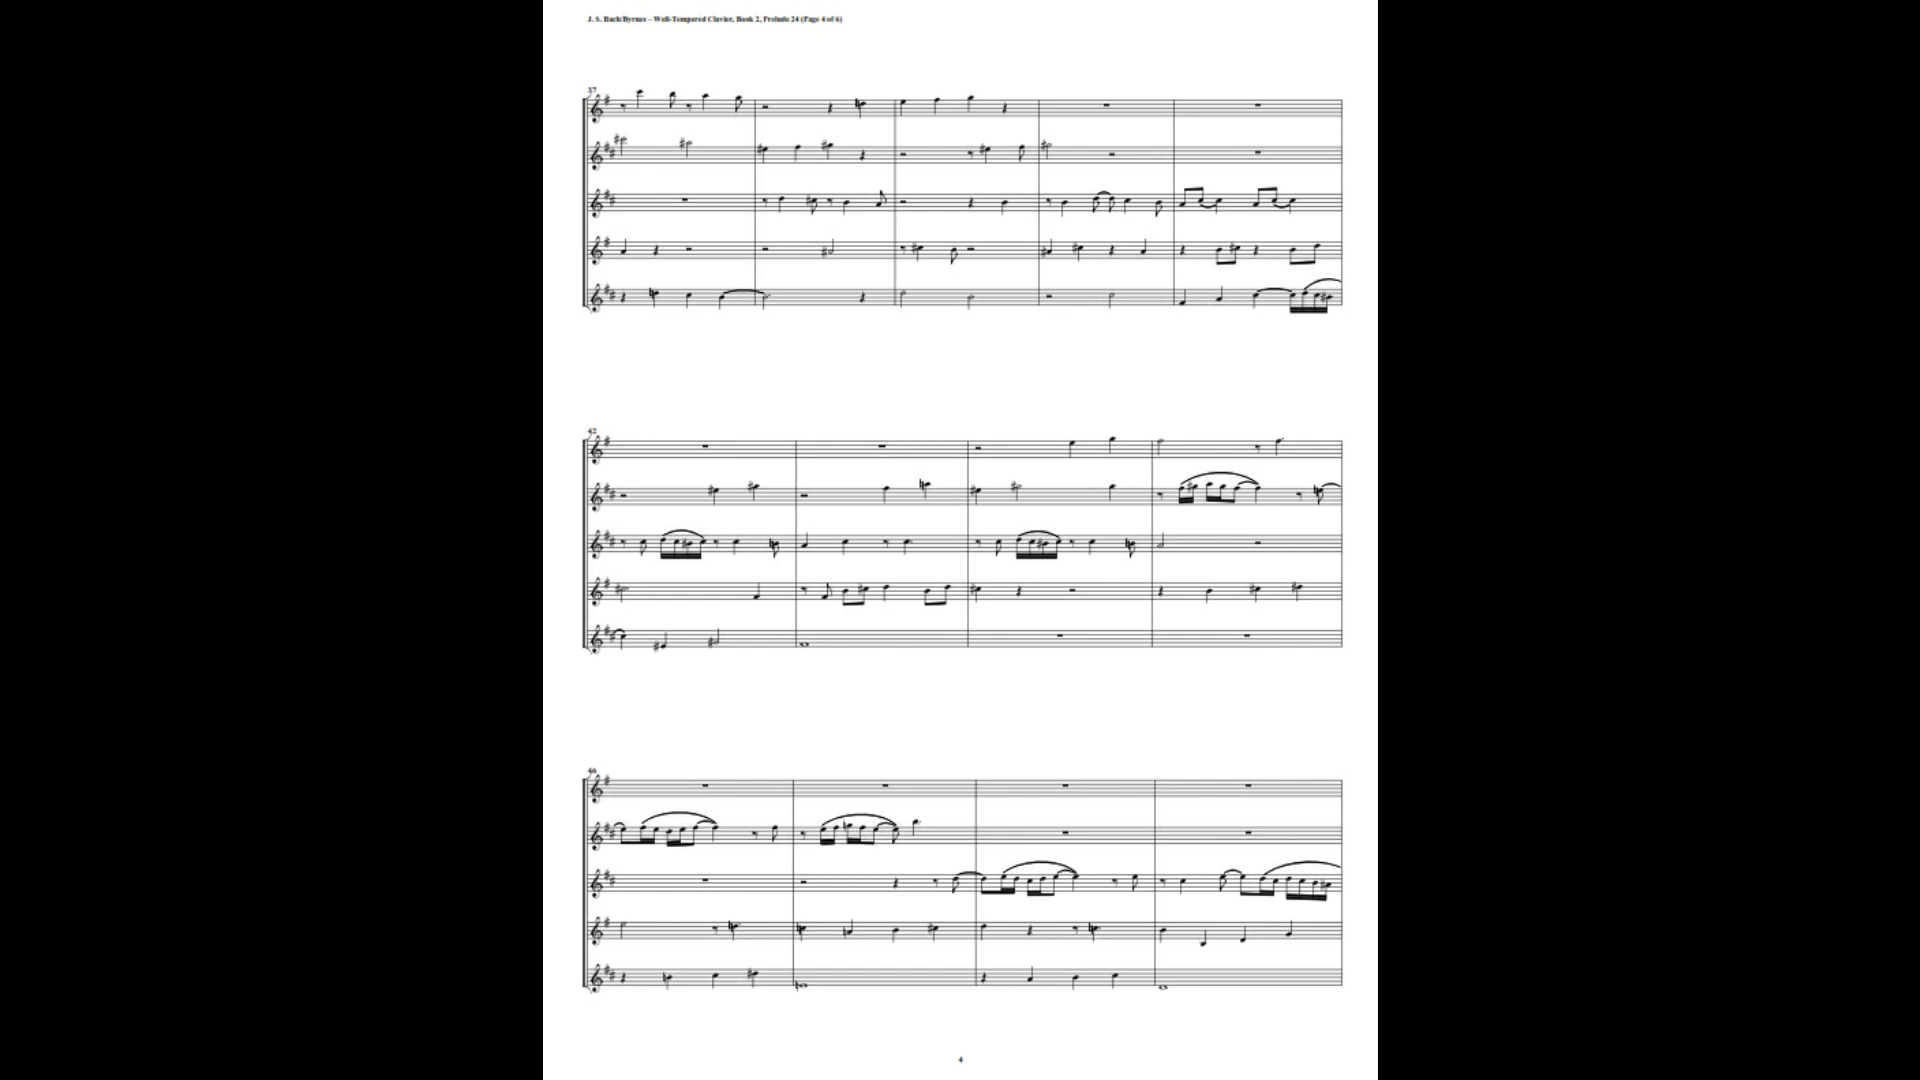 J. S. Bach/Byrnes – Well-Tempered Clavier, Book 2, Prelude 24 (Page 4 of 6)
37
42
46
4